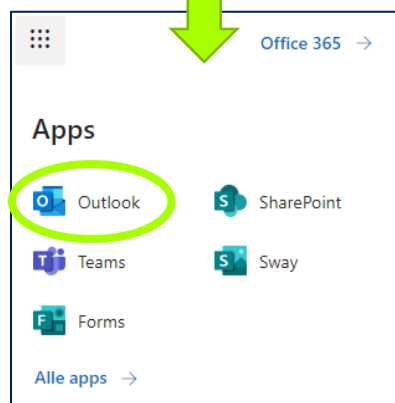 Office 365 →
Apps
Outlook
SharePoint
Teams
Sway
Forms
Alle apps →